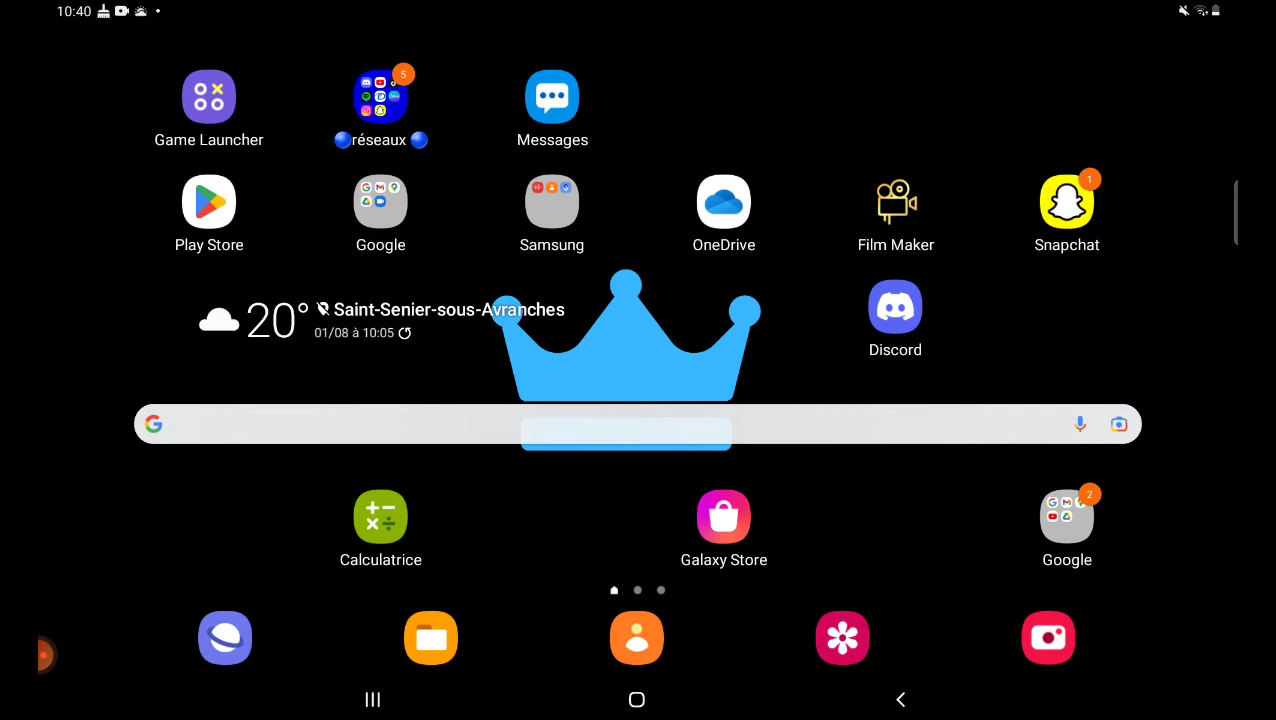 10:40
5
Game Launcher
réseaux
Messages
1
Play Store
Google
Samsung
OneDrive
Film Maker
Snapchat
20° Saint-Senier-sous-Avranches
01/08 à 10:05
Discord
2
Calculatrice
Galaxy Store
Google